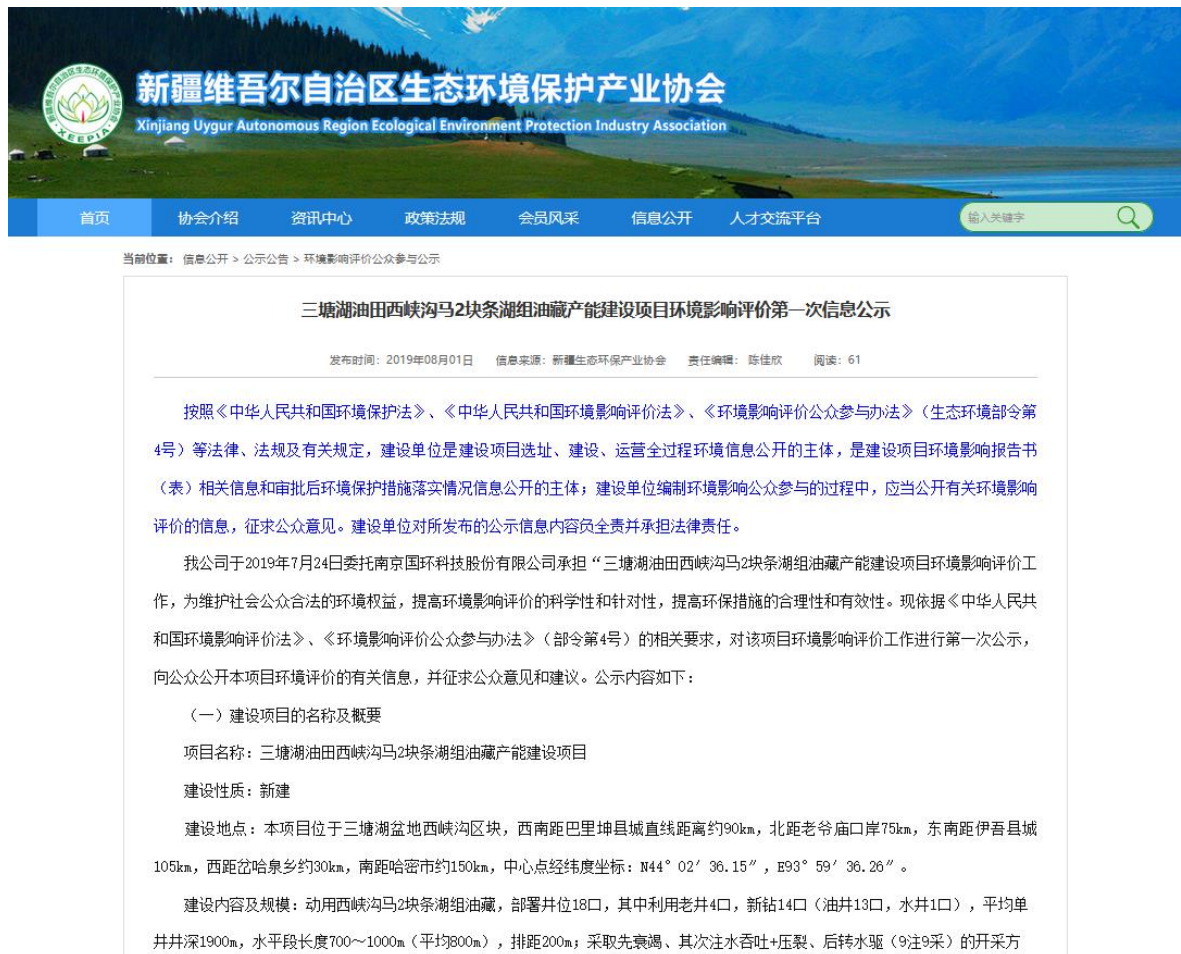 新疆维吾尔自治区生态环境保护产业协会
Xinjiang Uygur Autonomous Region Ecological Environment Protection Industry Association
XEEPIA
首页 协会介绍 资讯中心 政策法规 会员风采 信息公开 人才交流平台 输入关键字
当前位置: 信息公开 > 公示公告 > 环境影响评价公众参与公示
三塘湖油田西峡沟马2块条湖组油藏产能建设项目环境影响评价第一次信息公示
发布时间: 2019年08月01日 信息来源: 新疆生态环保产业协会 责任编辑: 陈佳欣 阅读: 61
按照《中华人民共和国环境保护法》、《中华人民共和国环境影响评价法》、《环境影响评价公众参与办法》（生态环境部令第
4号）等法律、法规及有关规定，建设单位是建设项目选址、建设、运营全过程环境信息公开的主体，是建设项目环境影响报告书
（表）相关信息和审批后环境保护措施落实情况信息公开的主体；建设单位编制环境影响公众参与的过程中，应当公开有关环境影响
评价的信息，征求公众意见。建设单位对所发布的公示信息内容负全责并承担法律责任。
我公司于2019年7月24日委托南京国环科技股份有限公司承担“三塘湖油田西峡沟马2块条湖组油藏产能建设项目环境影响评价工
作，为维护社会公众合法的环境权益，提高环境影响评价的科学性和针对性，提高环保措施的合理性和有效性。现依据《中华人民共
和国环境影响评价法》、《环境影响评价公众参与办法》（部令第4号）的相关要求，对该项目环境影响评价工作进行第一次公示，
向公众公开本项目环境评价的有关信息，并征求公众意见和建议。公示内容如下：
（一）建设项目的名称及概要
项目名称：三塘湖油田西峡沟马2块条湖组油藏产能建设项目
建设性质：新建
建设地点：本项目位于三塘湖盆地西峡沟区块，西南距巴里坤县城直线距离约90km，北距老爷庙口岸75km，东南距伊吾县城
105km，西距岔哈泉乡约30km，南距哈密市约150km，中心点经纬度坐标：N44°02′36.15″，E93°59′36.26″。
建设内容及规模：动用西峡沟马2块条湖组油藏，部署井位18口，其中利用老井4口，新钻14口（油井13口，水井1口），平均单
井井深1900m，水平段长度700～1000m（平均800m），排距200m；采取先衰竭、其次注水吞吐+压裂、后转水驱（9注9采）的开采方